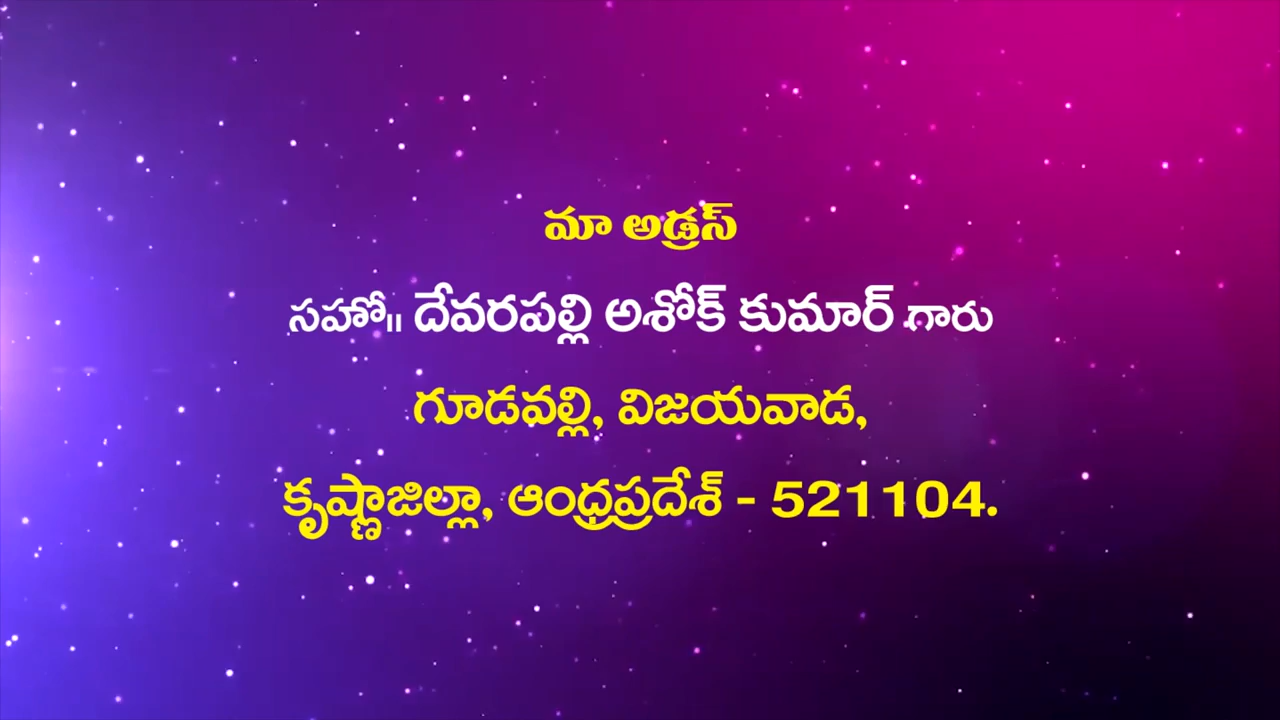 మా అడ్రస్
సహో॥ దేవరపల్లి అశోక్ కుమార్ గారు
గూడవల్లి, విజయవాడ,
కృష్ణాజిల్లా, ఆంధ్రప్రదేశ్ - 521104.